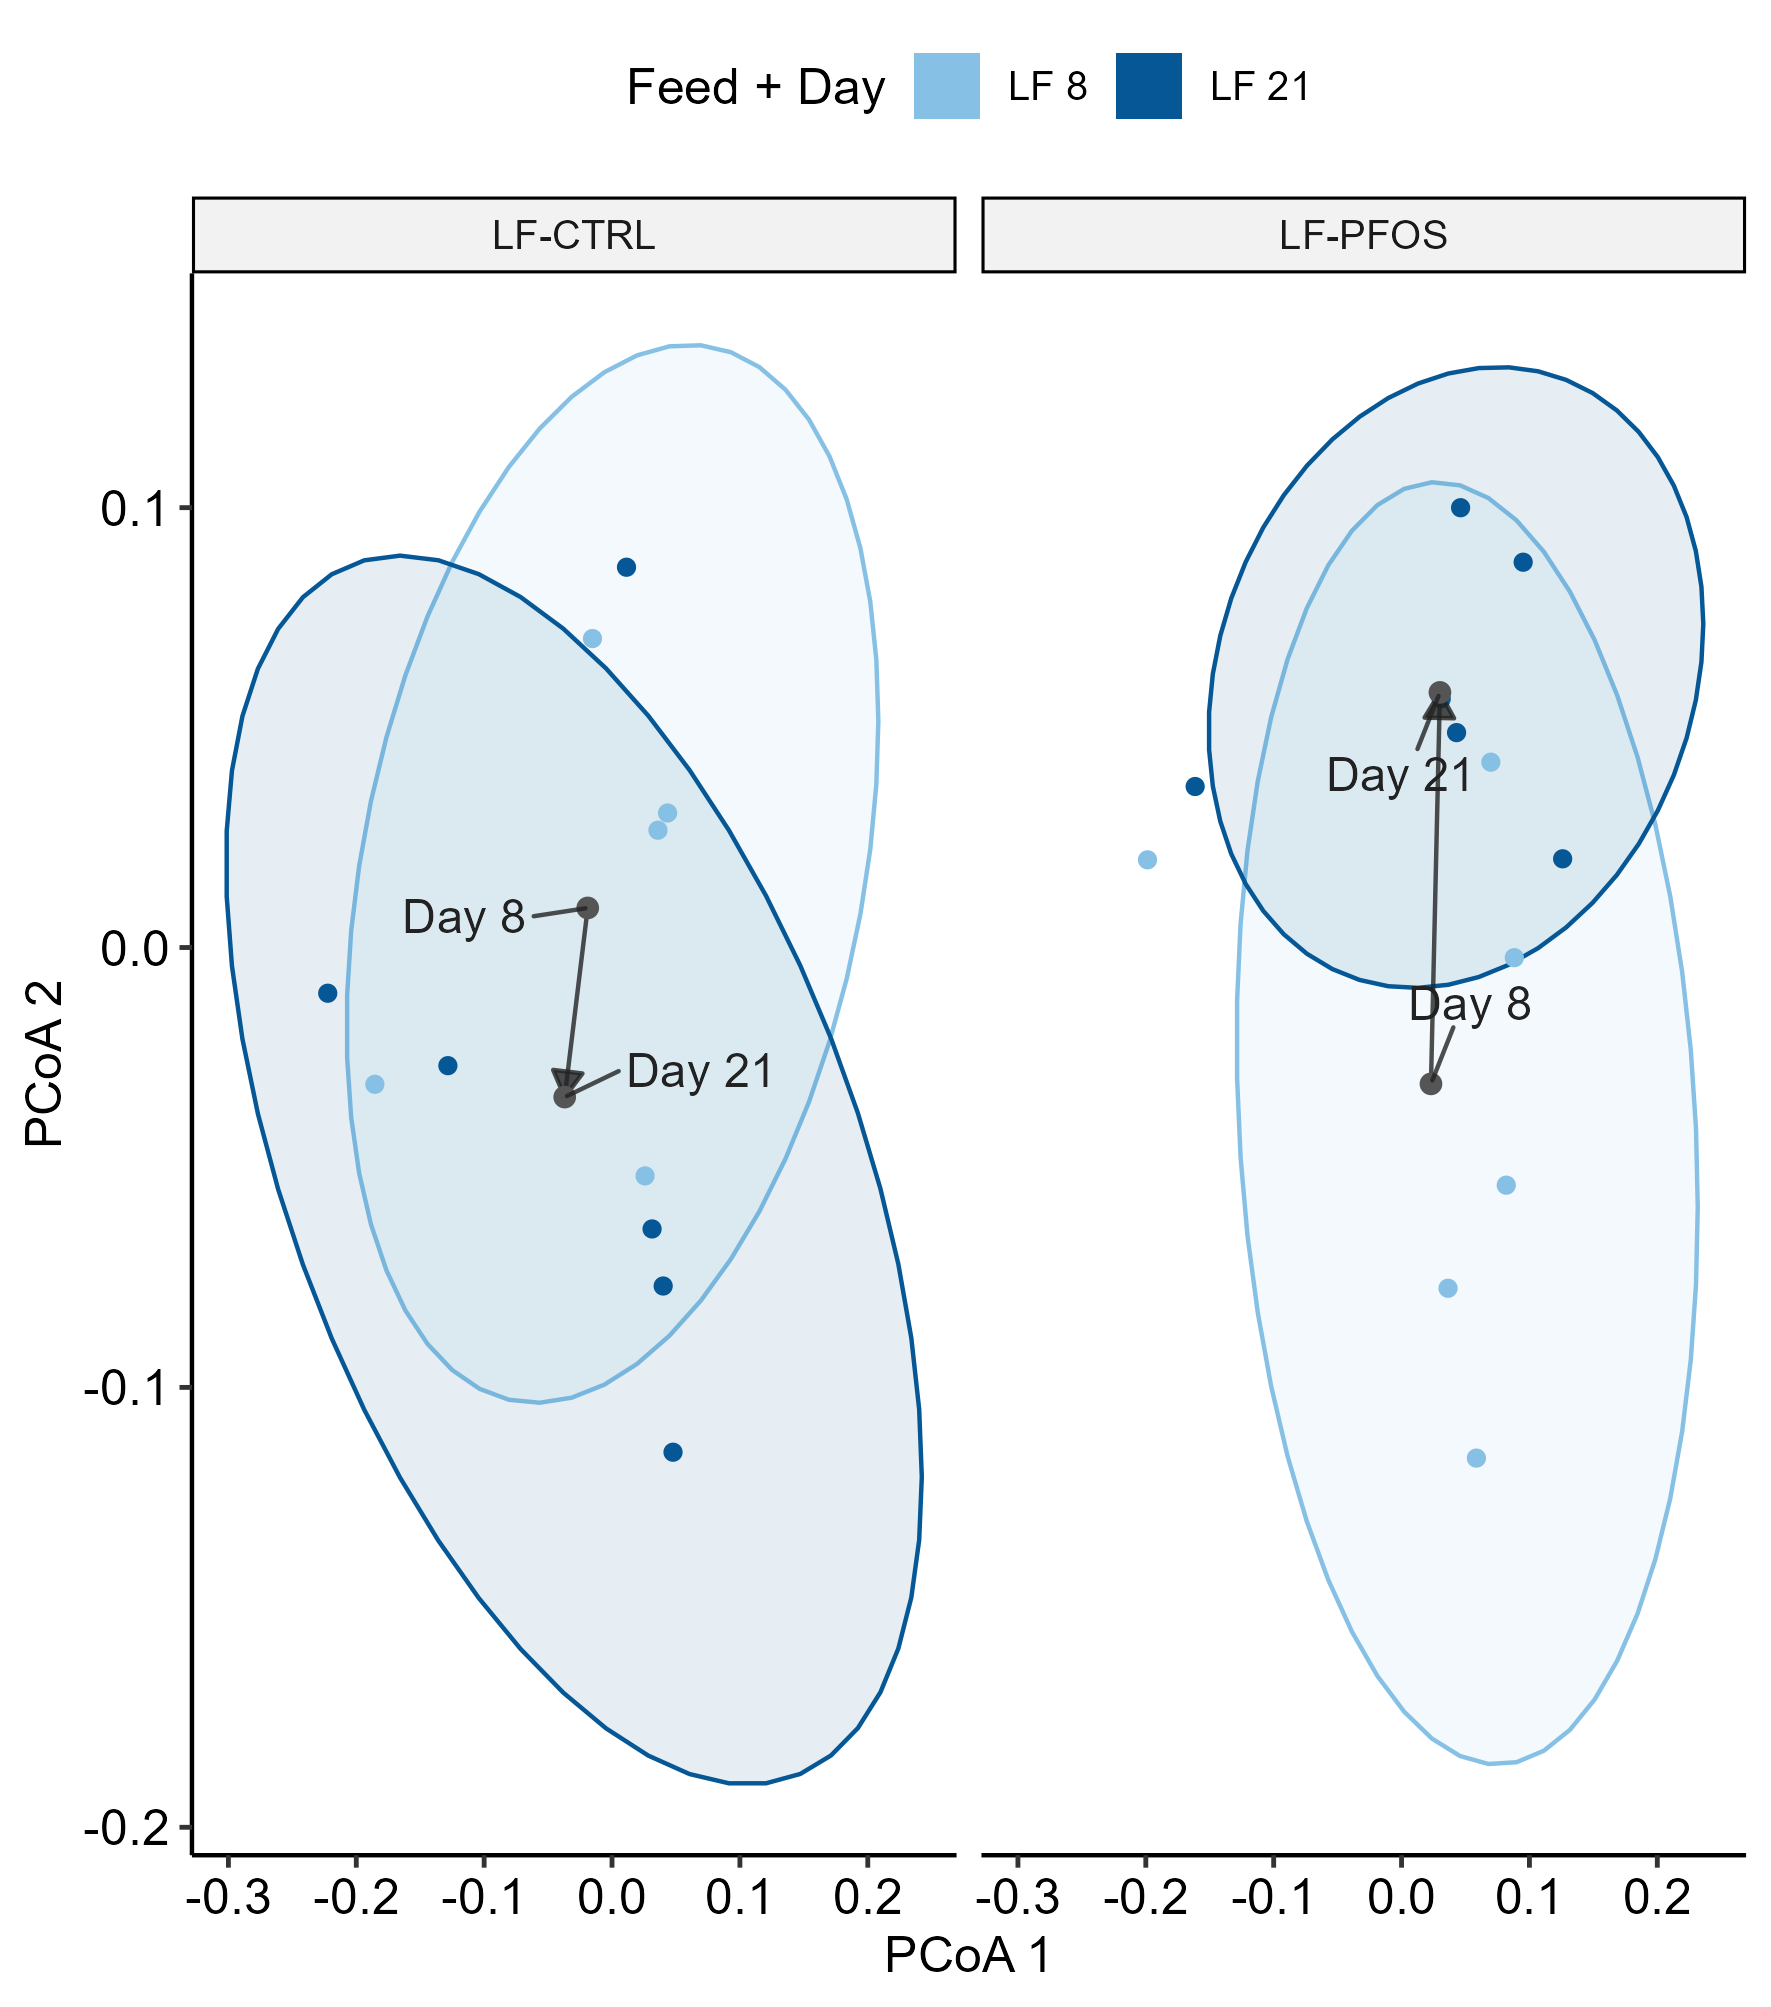 Feed + Day LF 8 LF 21
LF-CTRL LF-PFOS
0.1
0.0
-0.1
-0.2
PCoA 2
Day 8
Day 21
Day 21
Day 8
-0.3 -0.2 -0.1 0.0 0.1 0.2
-0.3 -0.2 -0.1 0.0 0.1 0.2
PCoA 1